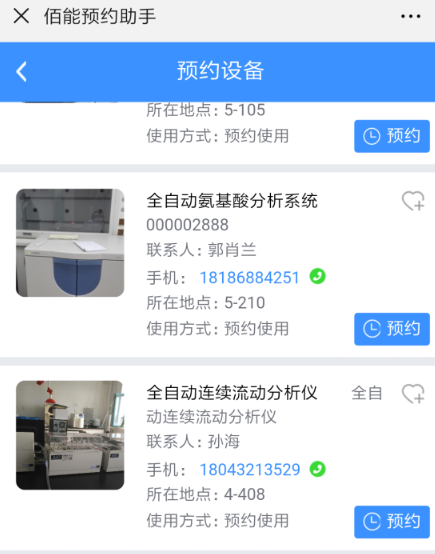 佰能预约助手
预约设备
所在地点: 5-105
使用方式: 预约使用
预约
全自动氨基酸分析系统
000002888
联系人: 郭肖兰
手机: 18186884251
所在地点: 5-210
使用方式: 预约使用
预约
全自动连续流动分析仪 全自
动连续流动分析仪
联系人: 孙海
手机: 18043213529
所在地点: 4-408
使用方式: 预约使用
预约